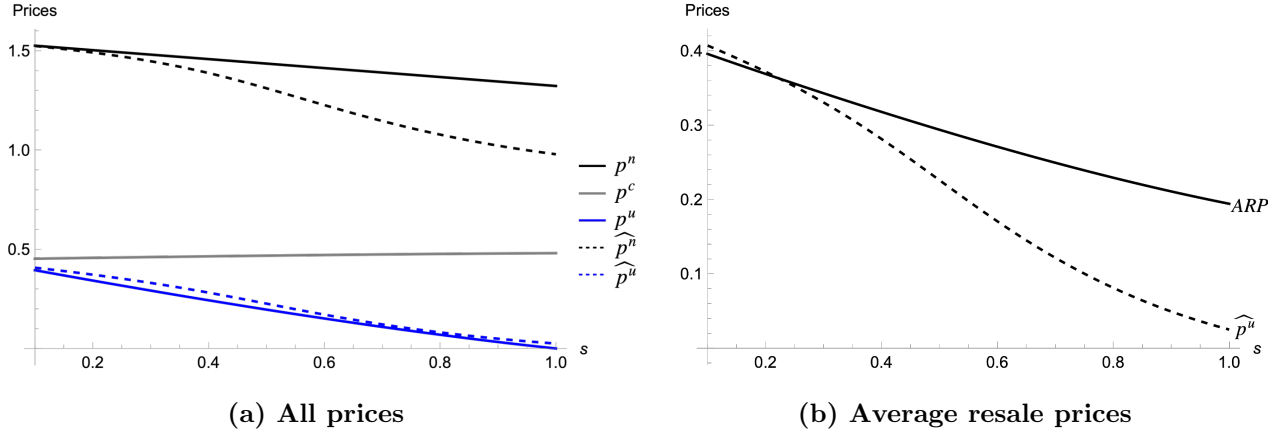 Prices
1.5
1.0
0.5
0.2 0.4 0.6 0.8 1.0 s
p^n
p^c
p^u
\widehat{p^n}
\widehat{p^u}
(a) All prices
Prices
0.4
0.3
0.2
0.1
ARP
\widehat{p^u}
0.2 0.4 0.6 0.8 1.0 s
(b) Average resale prices